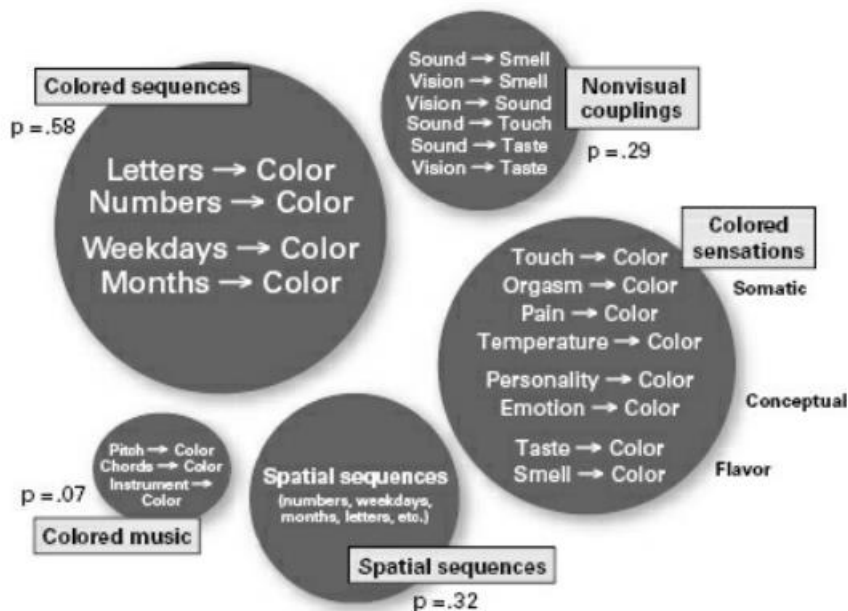 Colored sequences
p =.58
Letters → Color
Numbers → Color
Weekdays → Color
Months → Color
Sound → Smell
Vision → Smell
Vision → Sound
Sound → Touch
Sound → Taste
Vision → Taste
Nonvisual
couplings
p =.29
Colored
sensations
Touch → Color
Orgasm → Color
Pain → Color
Temperature → Color
Somatic
Personality → Color
Emotion → Color
Conceptual
Taste → Color
Smell → Color
Flavor
Pitch → Color
Chords → Color
Instrument →
Color
p =.07
Colored music
Spatial sequences
(numbers, weekdays,
months, letters, etc.)
Spatial sequences
p =.32